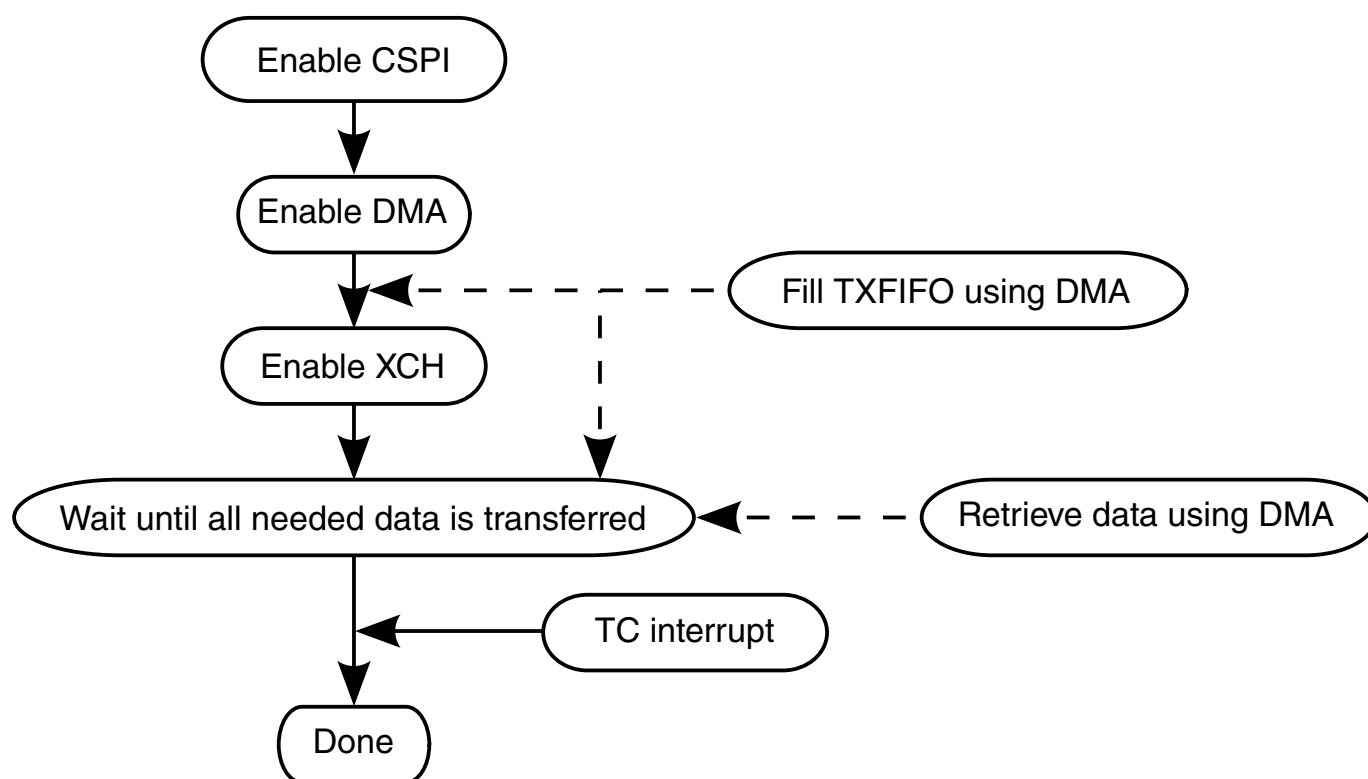 Enable CSPI
Enable DMA
Fill TXFIFO using DMA
Enable XCH
Wait until all needed data is transferred
Retrieve data using DMA
TC interrupt
Done